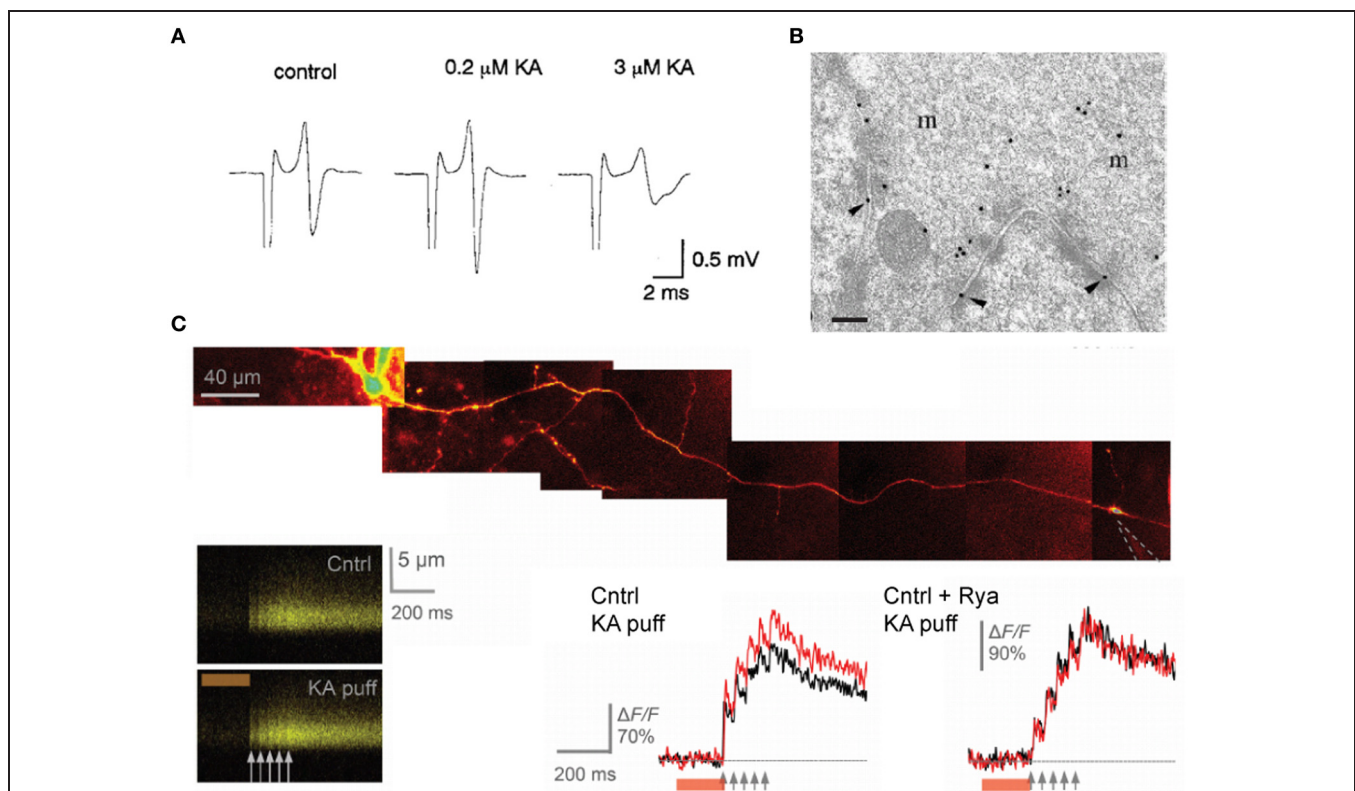 A
control
0.2 µM KA
3 µM KA
0.5 mV
2 ms
B
m
m
C
40 µm
Cntrl
5 µm
200 ms
KA puff
Cntrl
KA puff
ΔF/F
70%
200 ms
Cntrl + Rya
KA puff
ΔF/F
90%